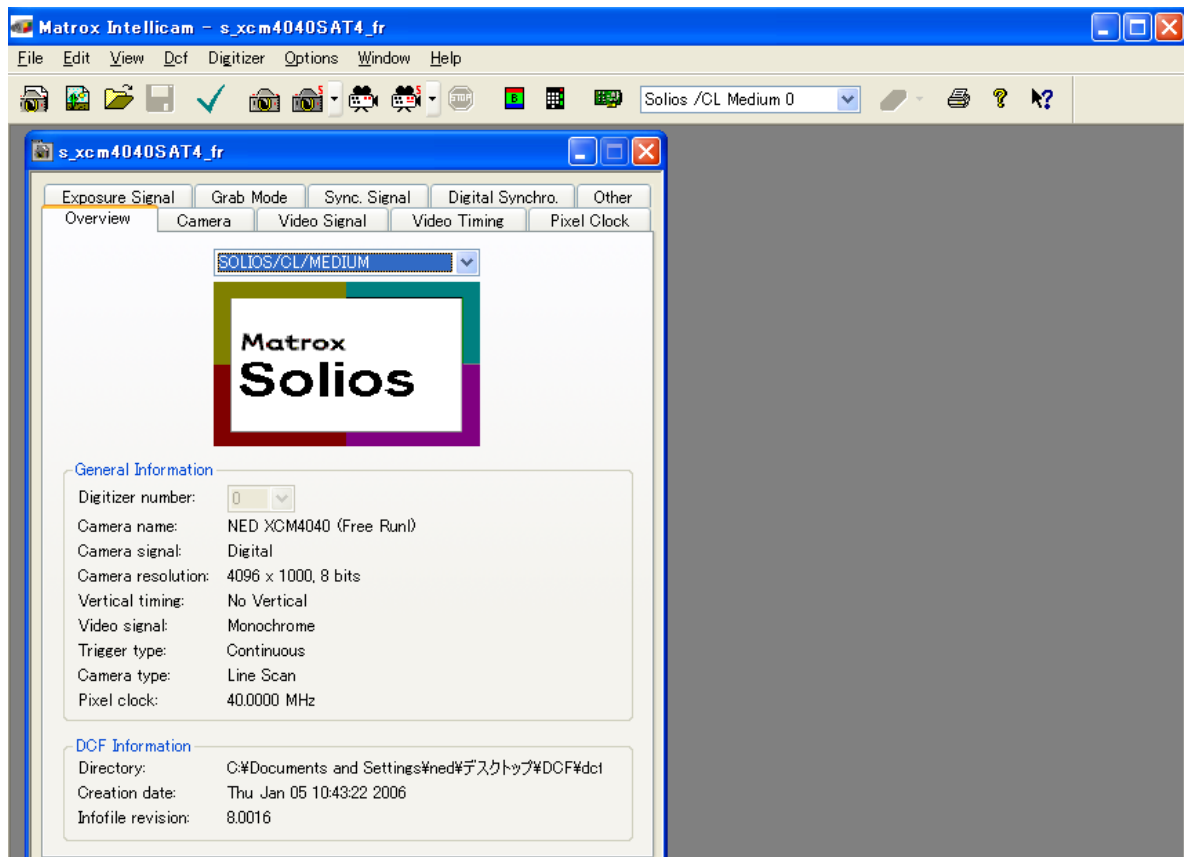 Matrox Intellicam - s_xcm4040SAT4_fr
File Edit View Dcf Digitizer Options Window Help
STOP B Solios /CL Medium 0
s_xcm4040SAT4_fr
Exposure Signal Grab Mode Sync. Signal Digital Synchro. Other
Overview Camera Video Signal Video Timing Pixel Clock
SOLIOS/CL/MEDIUM
Matrox
Solios
General Information
Digitizer number: 0
Camera name: NED XCM4040 (Free Runl)
Camera signal: Digital
Camera resolution: 4096 x 1000, 8 bits
Vertical timing: No Vertical
Video signal: Monochrome
Trigger type: Continuous
Camera type: Line Scan
Pixel clock: 40.0000 MHz
DCF Information
Directory: C:¥Documents and Settings¥ned¥デスクトップ¥DCF¥dcf
Creation date: Thu Jan 05 10:43:22 2006
Infofile revision: 8.0016